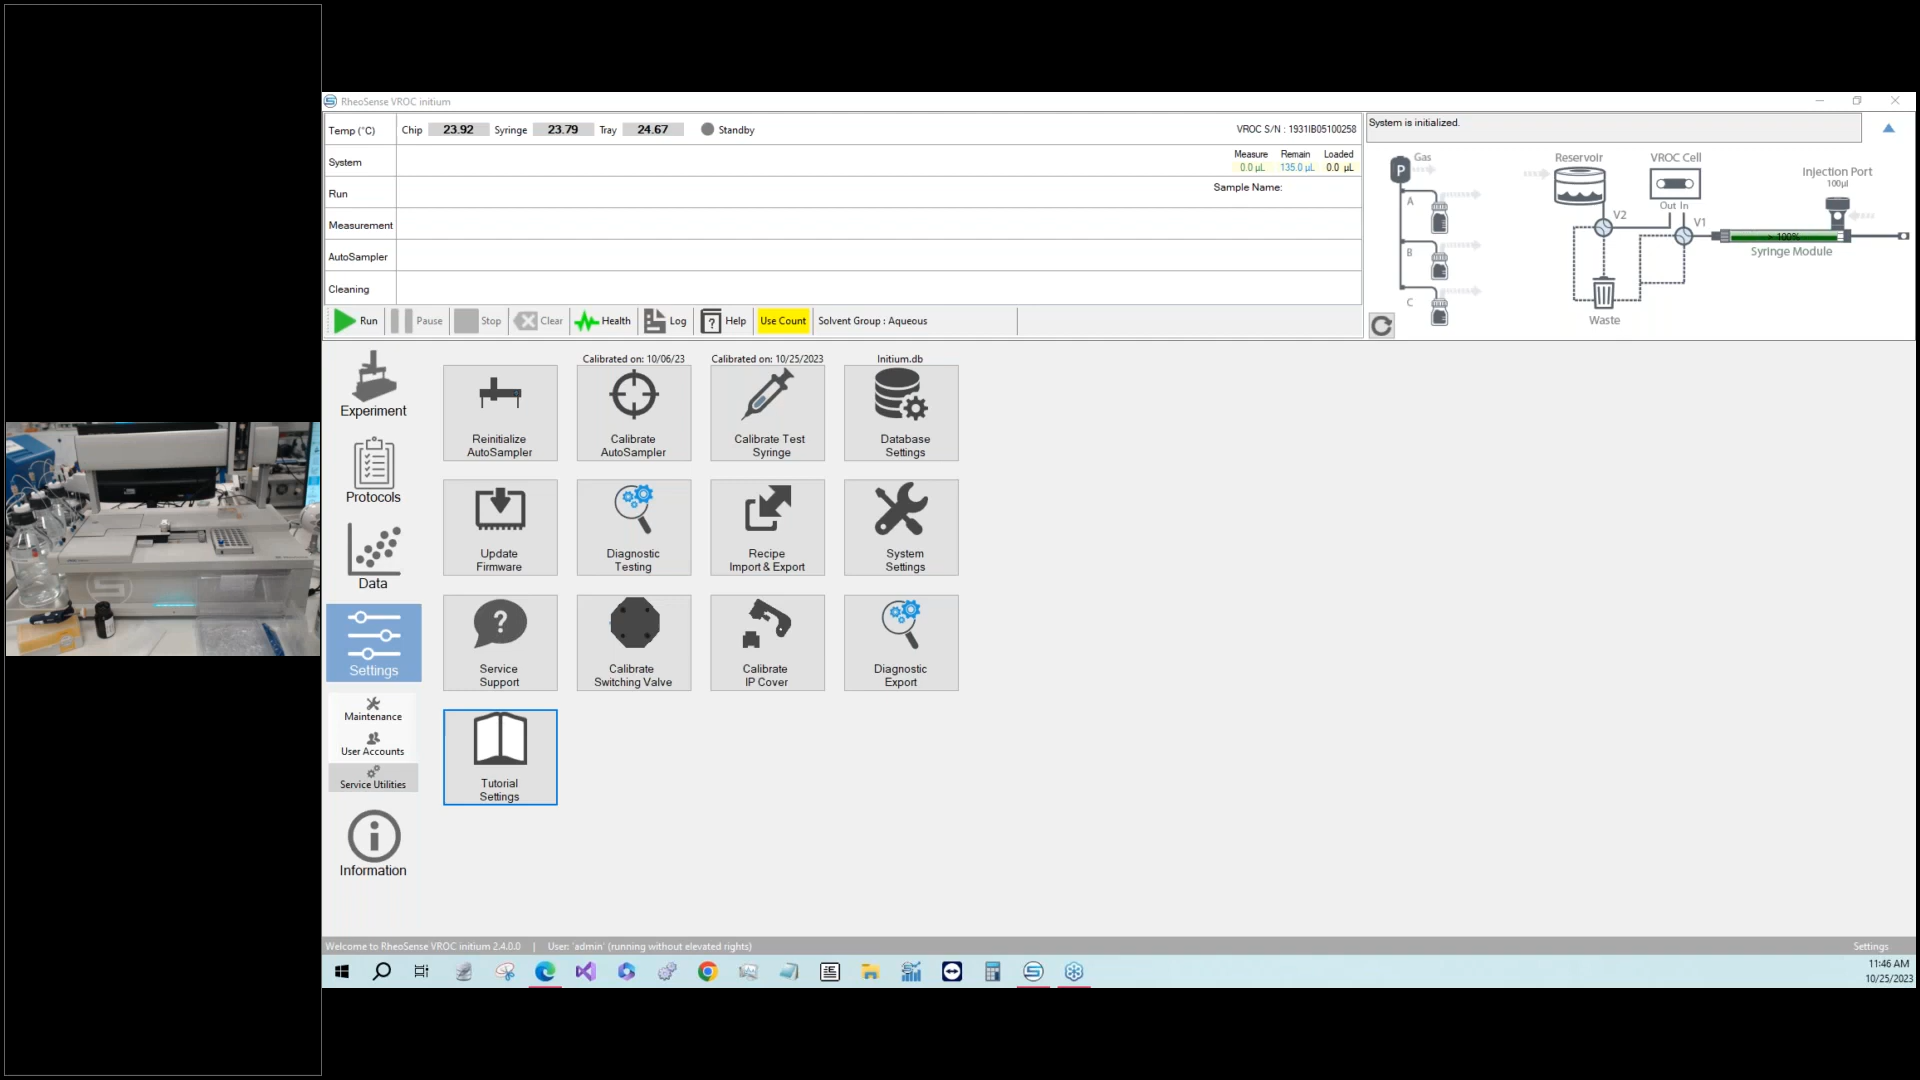 RheoSense VROC initium
Temp (°C)
Chip 23.92 Syringe 23.79 Tray 24.67 Standby
VROC S/N : 1931IB05100258
System
Measure Remain Loaded
0.0 µL 135.0 µL 0.0 µL
Run
Sample Name:
Measurement
AutoSampler
Cleaning
Run Pause Stop Clear Health Log Help Use Count Solvent Group : Aqueous
System is initialized.
Gas
P
A
B
C
Reservoir
VROC Cell
Out In
V2
V1
Injection Port
100µl
> 100%
Syringe Module
Waste
Experiment
Protocols
Data
Settings
Maintenance
User Accounts
Service Utilities
Information
Calibrated on: 10/06/23
Calibrated on: 10/25/2023
Initium.db
Reinitialize
AutoSampler
Calibrate
AutoSampler
Calibrate Test
Syringe
Database
Settings
Update
Firmware
Diagnostic
Testing
Recipe
Import & Export
System
Settings
Service
Support
Calibrate
Switching Valve
Calibrate
IP Cover
Diagnostic
Export
Tutorial
Settings
Welcome to RheoSense VROC initium 2.4.0.0 | User: 'admin' (running without elevated rights)
Settings
11:46 AM
10/25/2023